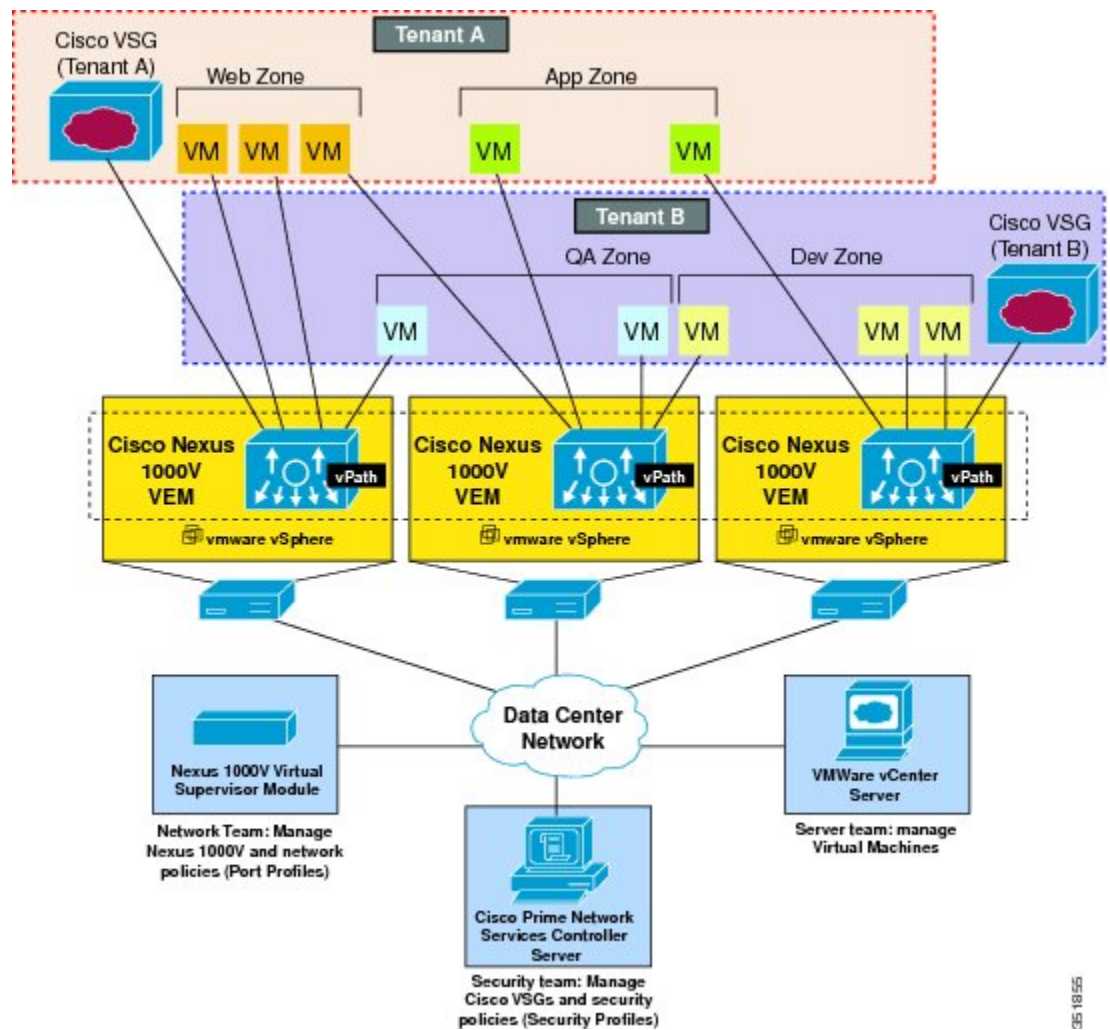 Tenant A
Cisco VSG
(Tenant A)
Web Zone
App Zone
VM
VM
VM
VM
VM
Tenant B
Cisco VSG
(Tenant B)
QA Zone
Dev Zone
VM
VM
VM
VM
VM
Cisco Nexus
1000V
VEM
vPath
vmware vSphere
Cisco Nexus
1000V
VEM
vPath
vmware vSphere
Cisco Nexus
1000V
VEM
vPath
vmware vSphere
Data Center
Network
Nexus 1000V Virtual
Supervisor Module
Network Team: Manage
Nexus 1000V and network
policies (Port Profiles)
VMWare vCenter
Server
Server team: manage
Virtual Machines
Cisco Prime Network
Services Controller
Server
Security team: Manage
Cisco VSGs and security
policies (Security Profiles)
351855